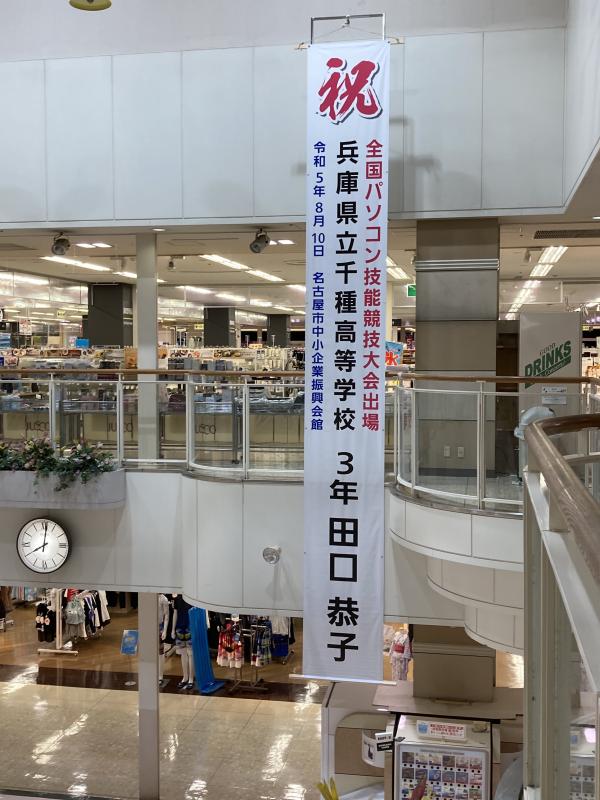 祝
全国パソコン技能競技大会出場
兵庫県立千種高等学校 3年 田口 恭子
令和5年8月10日 名古屋市中小企業振興会館
DRINKS